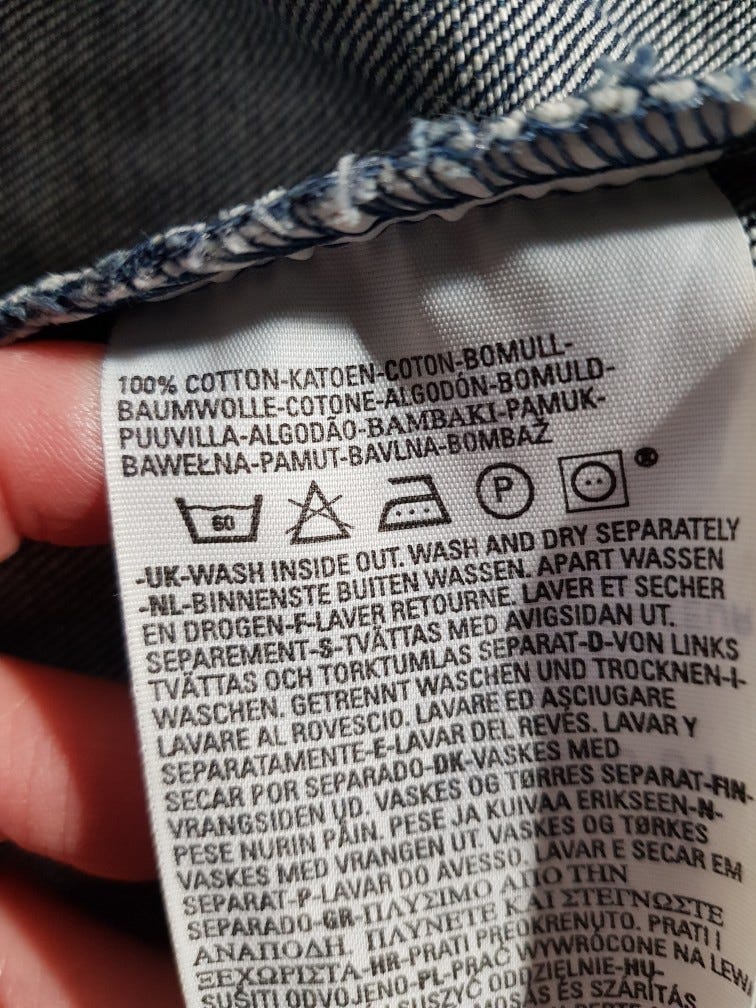 100% COTTON-KATOEN-COTON-BOMULL-
BAUMWOLLE-COTONE-ALGODÓN-BOMULD-
PUUVILLA-ALGODÃO-BAMBAKI-PAMUK-
BAWEŁNA-PAMUT-BAVLNA-BOMBAŽ
60 P ®
-UK-WASH INSIDE OUT. WASH AND DRY SEPARATELY
-NL-BINNENSTE BUITEN WASSEN. APART WASSEN
EN DROGEN-F-LAVER RETOURNE. LAVER ET SECHER
SEPAREMENT-S-TVÄTTAS MED AVIGSIDAN UT.
TVÄTTAS OCH TORKTUMLAS SEPARAT-D-VON LINKS
WASCHEN. GETRENNT WASCHEN UND TROCKNEN-I-
LAVARE AL ROVESCIO. LAVARE ED ASCIUGARE
SEPARATAMENTE-E-LAVAR DEL REVÉS. LAVAR Y
SECAR POR SEPARADO-DK-VASKES MED
VRANGSIDEN UD. VASKES OG TØRRES SEPARAT-FIN-
PESE NURIN PÄIN. PESE JA KUIVAA ERIKSEEN-N-
VASKES MED VRANGEN UT. VASKES OG TØRKES
SEPARAT-P-LAVAR DO AVESSO. LAVAR E SECAR EM
SEPARADO-GR-ΠΛΥΣΙΜΟ ΑΠΟ ΤΗΝ
ΑΝΑΠΟΔΗ. ΠΛΥΝΕΤΕ ΚΑΙ ΣΤΕΓΝΩΣΤΕ
ΞΕΧΩΡΙΣΤΑ-HR-PRATI PREOKRENUTO. PRATI I
SUŠITI ODVOJENO-PL-PRAĆ WYWRÓCONE NA LEWĄ
SUSZYĆ ODDZIELNIE-HU-
ÁS ÉS SZÁRÍTÁS